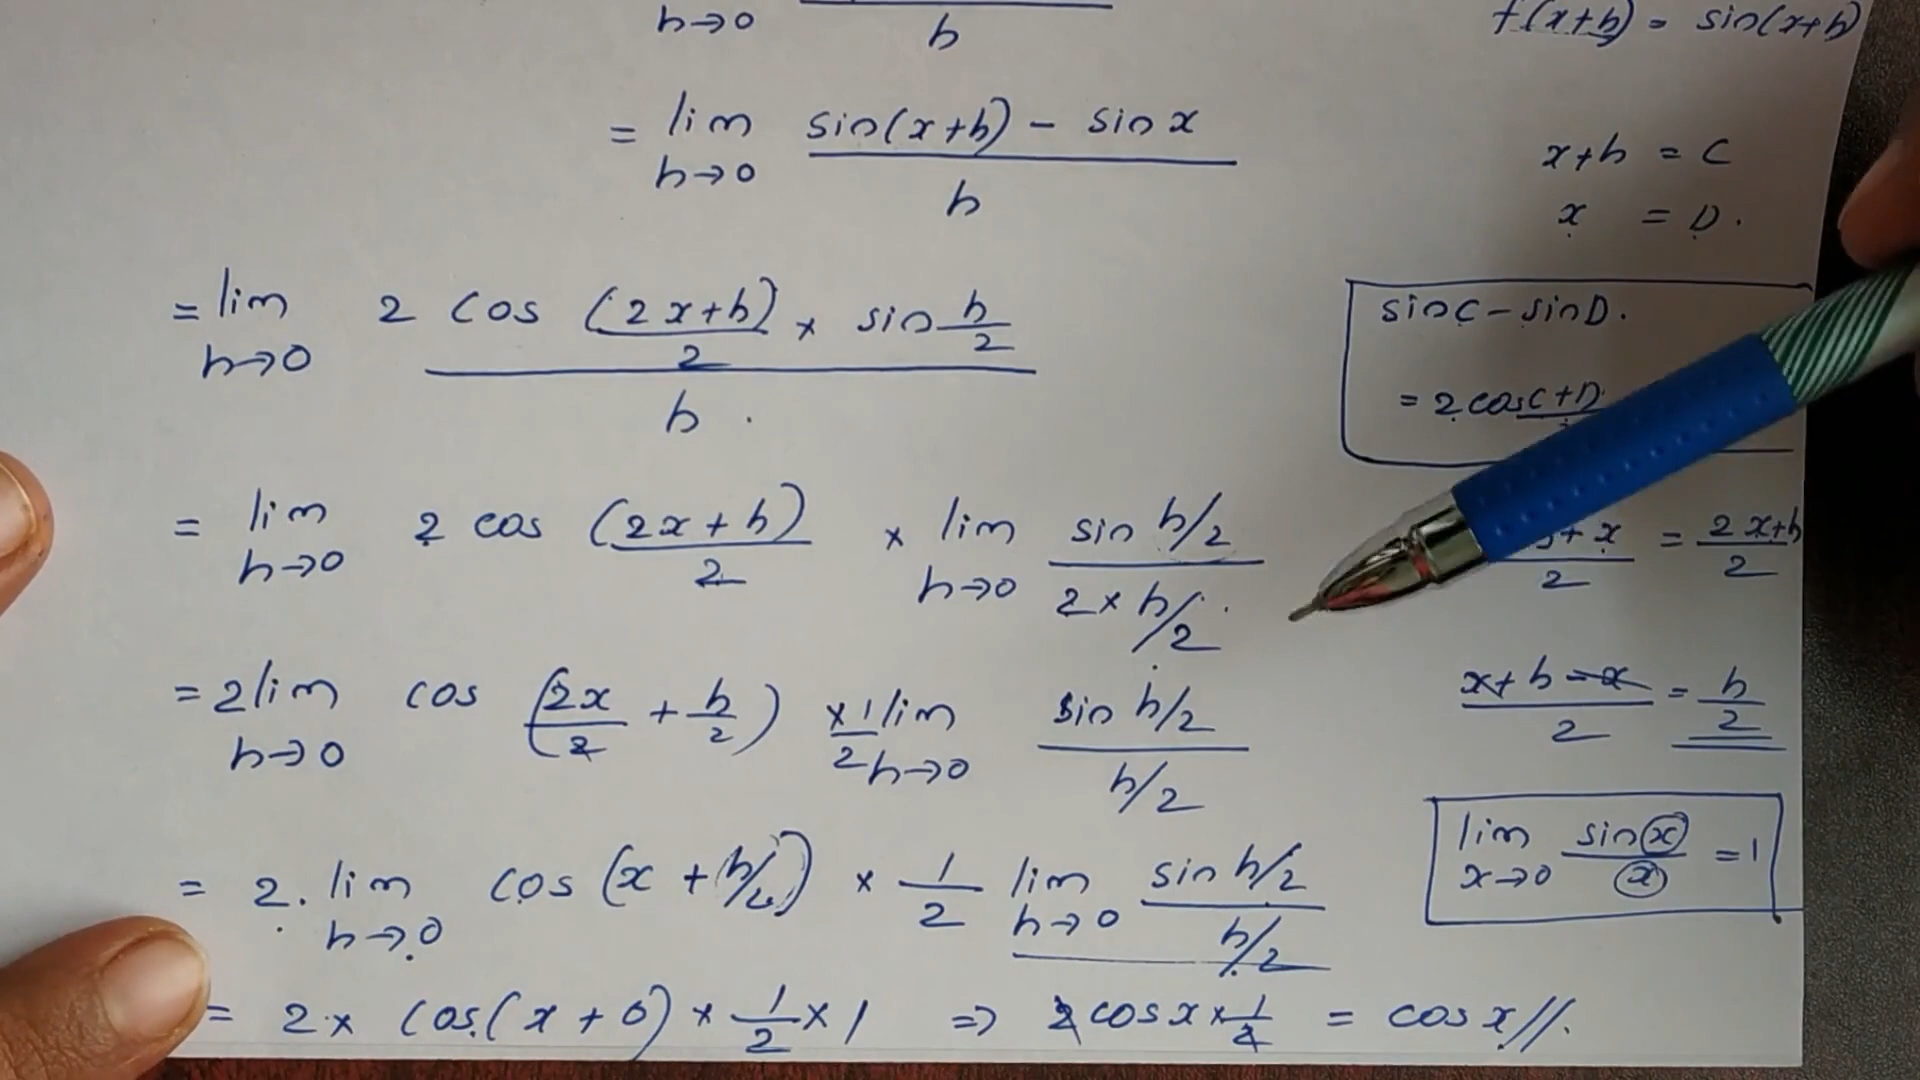 h→0 h
f(x+h) = sin(x+h)
= lim h→0 sin(x+h) - sin x / h
x+h = C
x = D.
= lim h→0 2 cos (2x+h)/2 × sin h/2 / h .
sinC - sinD.
= 2 cos C+D
= lim h→0 2 cos (2x+h)/2 × lim h→0 sin h/2 / 2×h/2
+ x / 2 = 2x+h / 2
= 2 lim h→0 cos (2x/2 + h/2) × 1/2 lim h→0 sin h/2 / h/2
x+h-x / 2 = h/2
= 2. lim h→0 cos (x + h/2) × 1/2 lim h→0 sin h/2 / h/2
lim x→0 sin x / x = 1
= 2 × cos(x+0) × 1/2 × 1 ⇒ 2 cos x × 1/2 = cos x //.